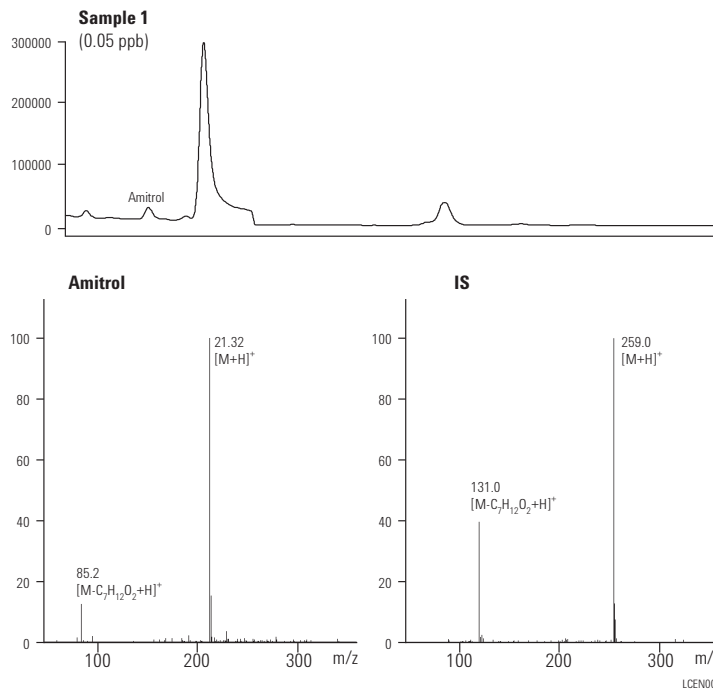 Sample 1
(0.05 ppb)
300000
200000
100000
0
Amitrol
Amitrol
100
80
60
40
20
0
21.32
[M+H]⁺
85.2
[M-C₇H₁₂O₂+H]⁺
100 200 300 m/z
IS
100
80
60
40
20
0
259.0
[M+H]⁺
131.0
[M-C₇H₁₂O₂+H]⁺
100 200 300